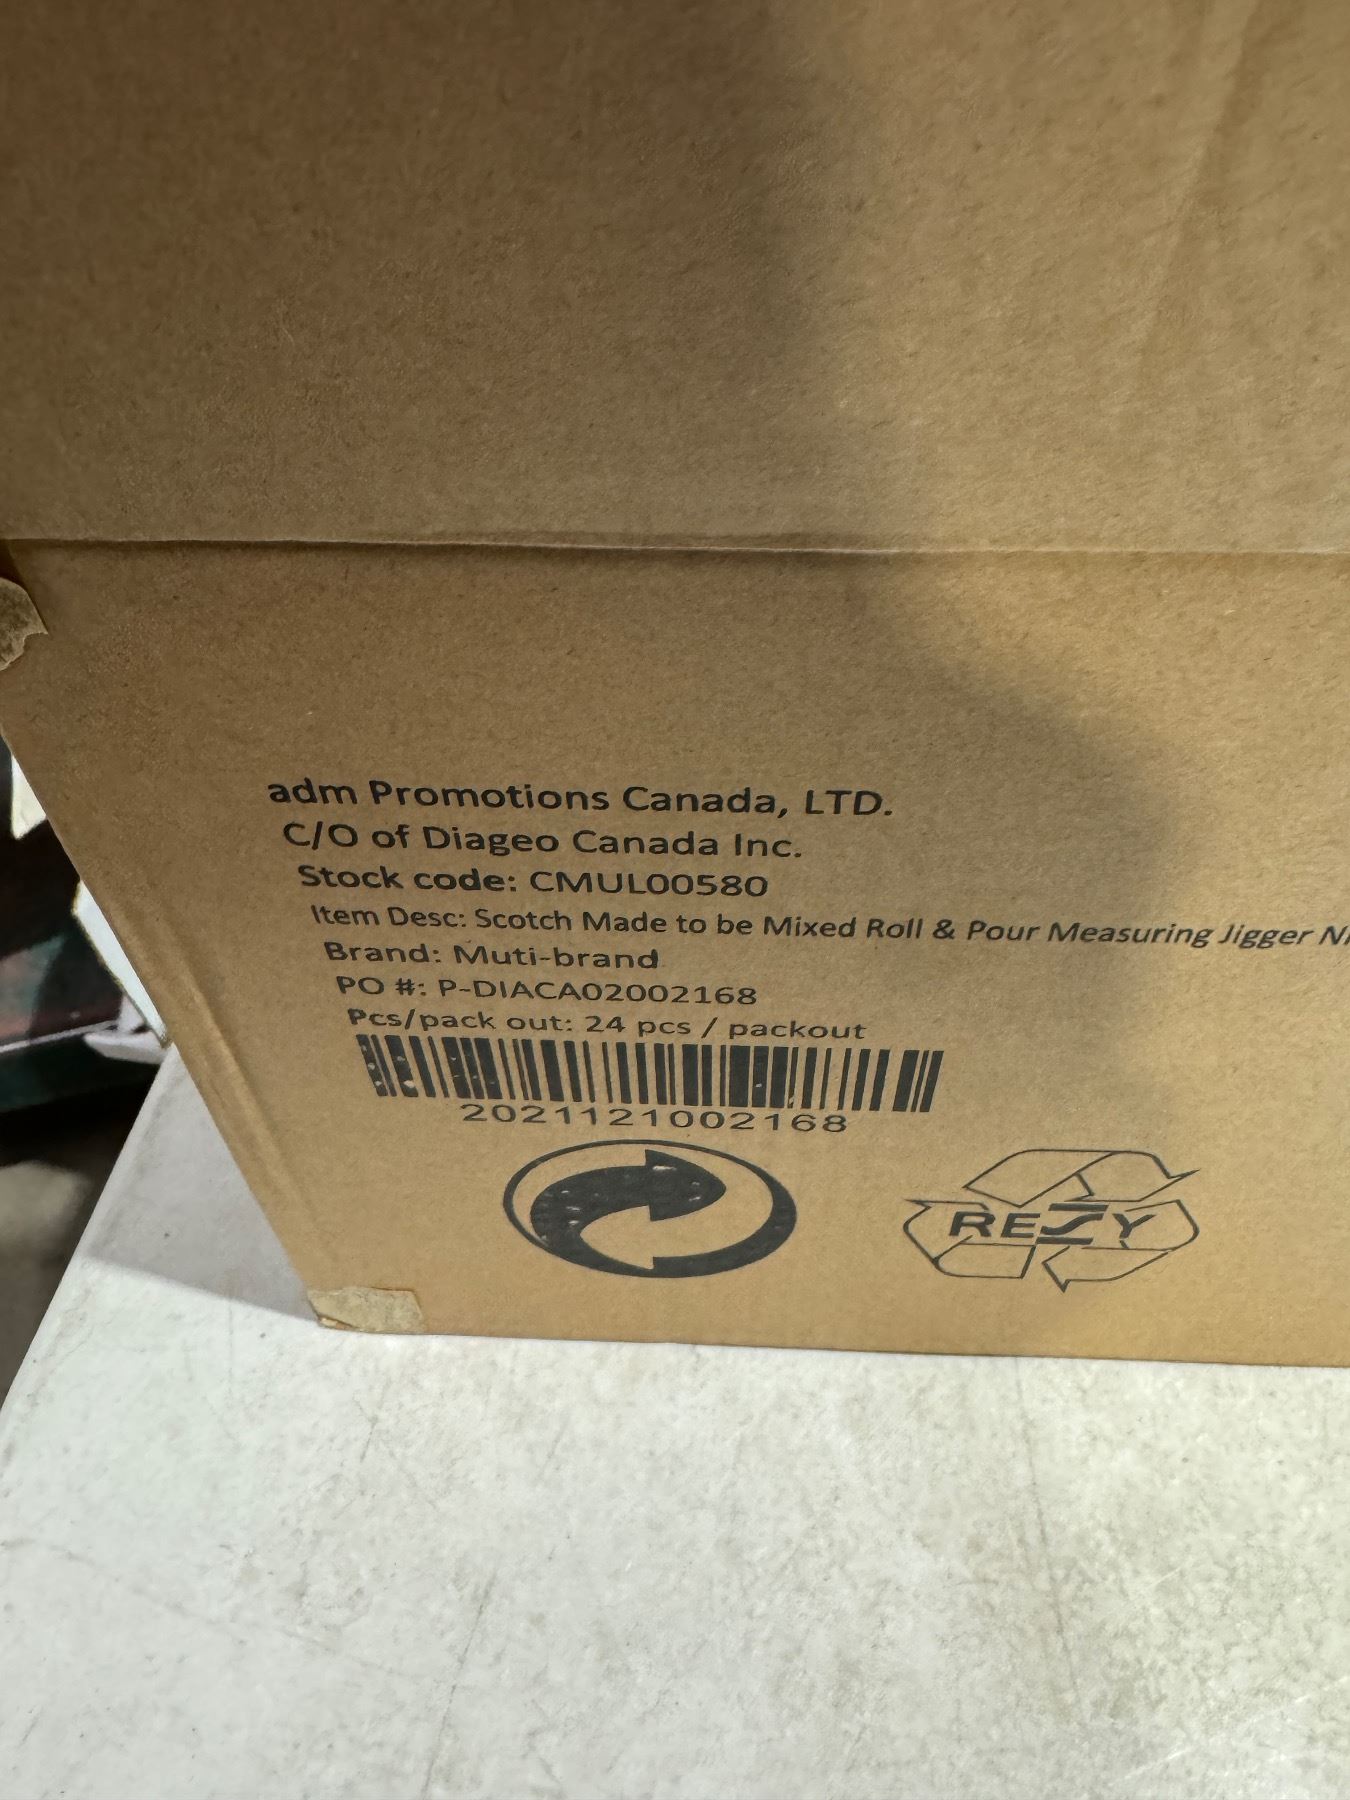 adm Promotions Canada, LTD.
C/O of Diageo Canada Inc.
Stock code: CMUL00580
Item Desc: Scotch Made to be Mixed Roll & Pour Measuring Jigger
Brand: Muti-brand
PO #: P-DIACA02002168
Pcs/pack out: 24 pcs / packout
2021121002168
RESY